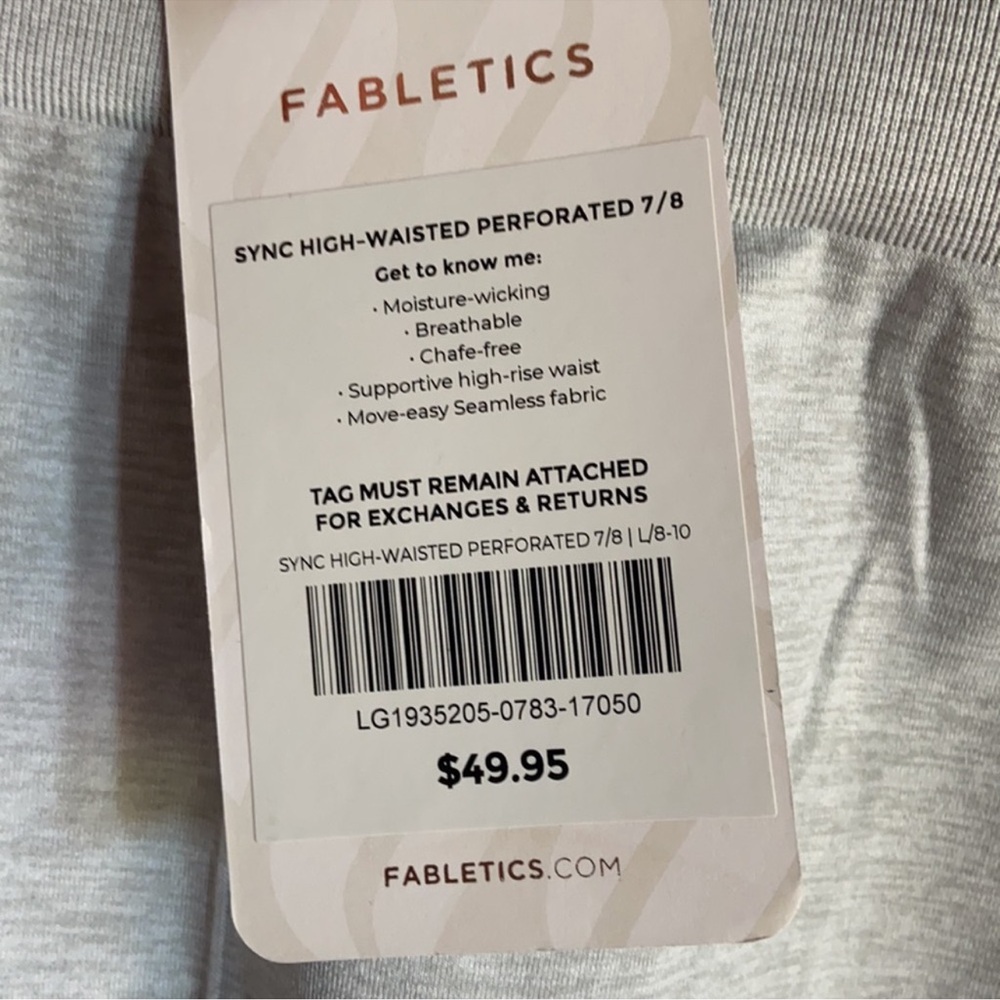 FABLETICS
SYNC HIGH-WAISTED PERFORATED 7/8
Get to know me:
· Moisture-wicking
· Breathable
· Chafe-free
· Supportive high-rise waist
· Move-easy Seamless fabric
TAG MUST REMAIN ATTACHED
FOR EXCHANGES & RETURNS
SYNC HIGH-WAISTED PERFORATED 7/8 | L/8-10
LG1935205-0783-17050
$49.95
FABLETICS.COM